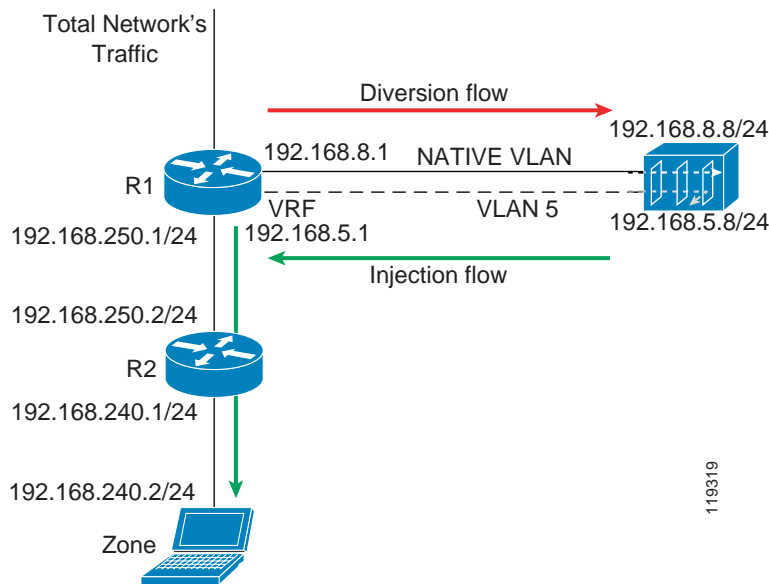 Total Network's
Traffic
Diversion flow
192.168.8.8/24
192.168.8.1
NATIVE VLAN
R1
VRF
VLAN 5
192.168.5.8/24
192.168.250.1/24
192.168.5.1
Injection flow
192.168.250.2/24
R2
192.168.240.1/24
192.168.240.2/24
Zone
119319